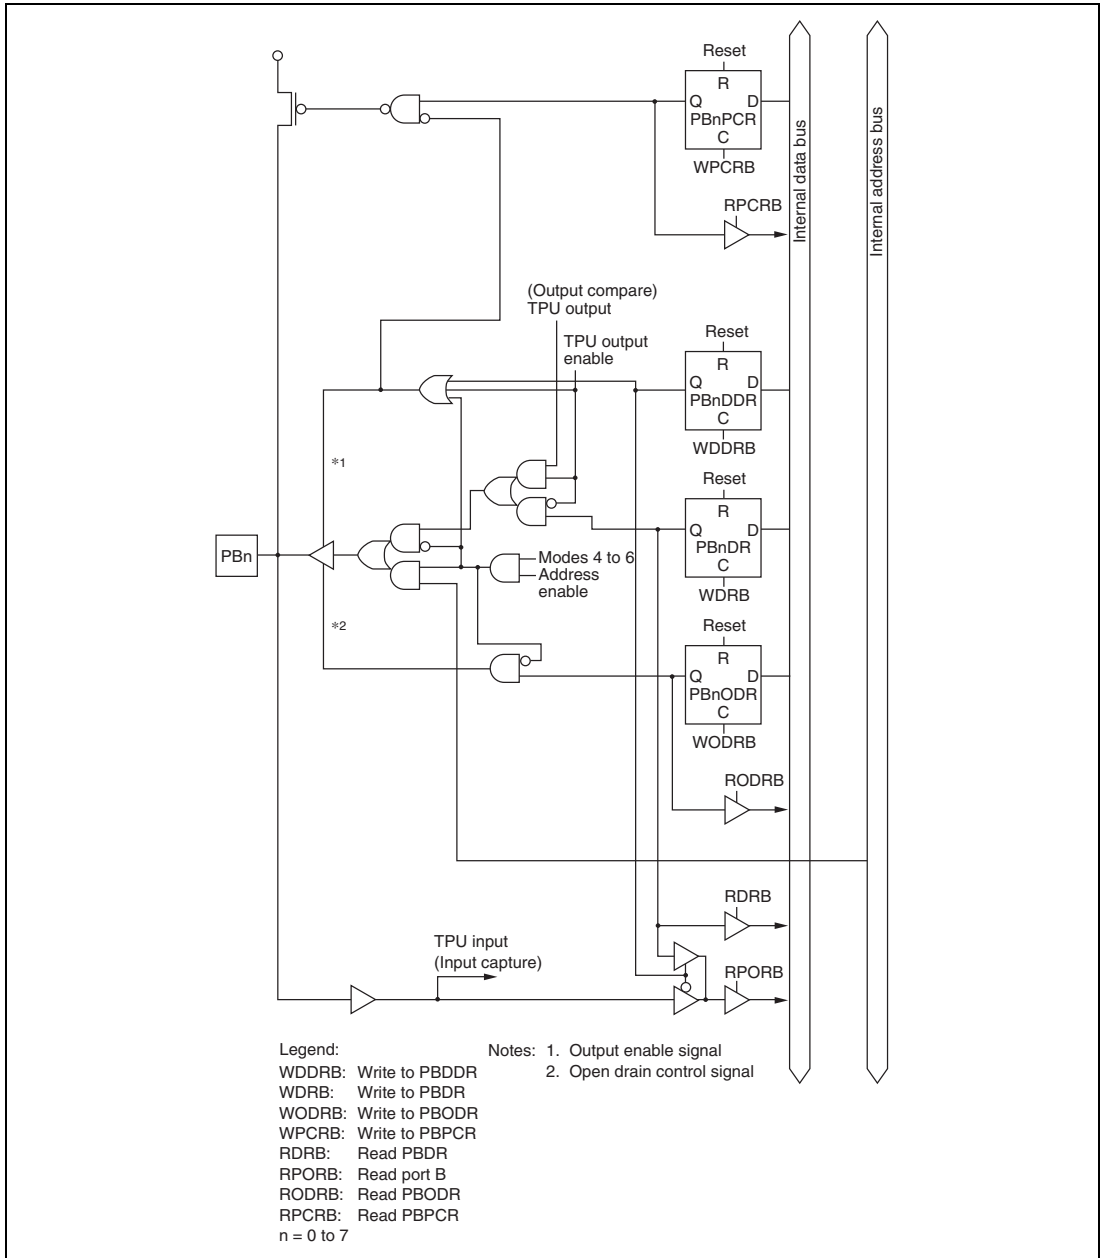 Reset
R
Q D
PBnPCR
C
WPCRB
RPCRB
Internal data bus
Internal address bus
(Output compare)
TPU output
TPU output
enable
Reset
R
Q D
PBnDDR
C
WDDRB
*1
Reset
R
Q D
PBnDR
C
WDRB
PBn
Modes 4 to 6
Address
enable
*2
Reset
R
Q D
PBnODR
C
WODRB
RODRB
RDRB
TPU input
(Input capture)
RPORB
Legend:
WDDRB: Write to PBDDR
WDRB: Write to PBDR
WODRB: Write to PBODR
WPCRB: Write to PBPCR
RDRB: Read PBDR
RPORB: Read port B
RODRB: Read PBODR
RPCRB: Read PBPCR
n = 0 to 7
Notes: 1. Output enable signal
2. Open drain control signal